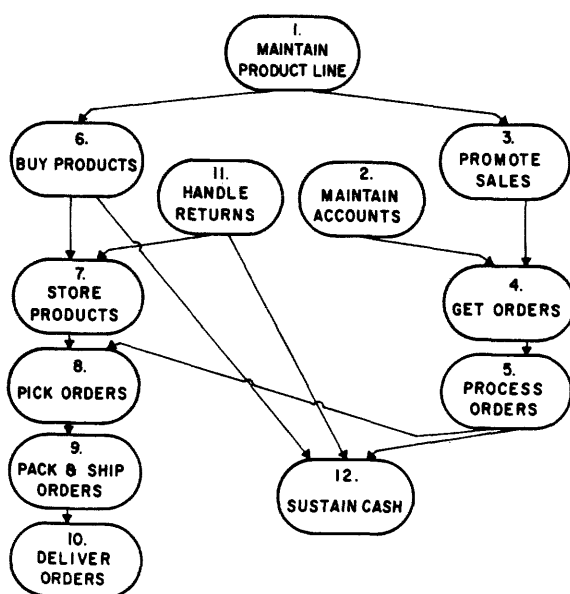 1.
MAINTAIN
PRODUCT LINE
6.
BUY PRODUCTS
11.
HANDLE
RETURNS
2.
MAINTAIN
ACCOUNTS
3.
PROMOTE
SALES
7.
STORE
PRODUCTS
4.
GET ORDERS
8.
PICK ORDERS
5.
PROCESS
ORDERS
9.
PACK & SHIP
ORDERS
12.
SUSTAIN CASH
10.
DELIVER
ORDERS